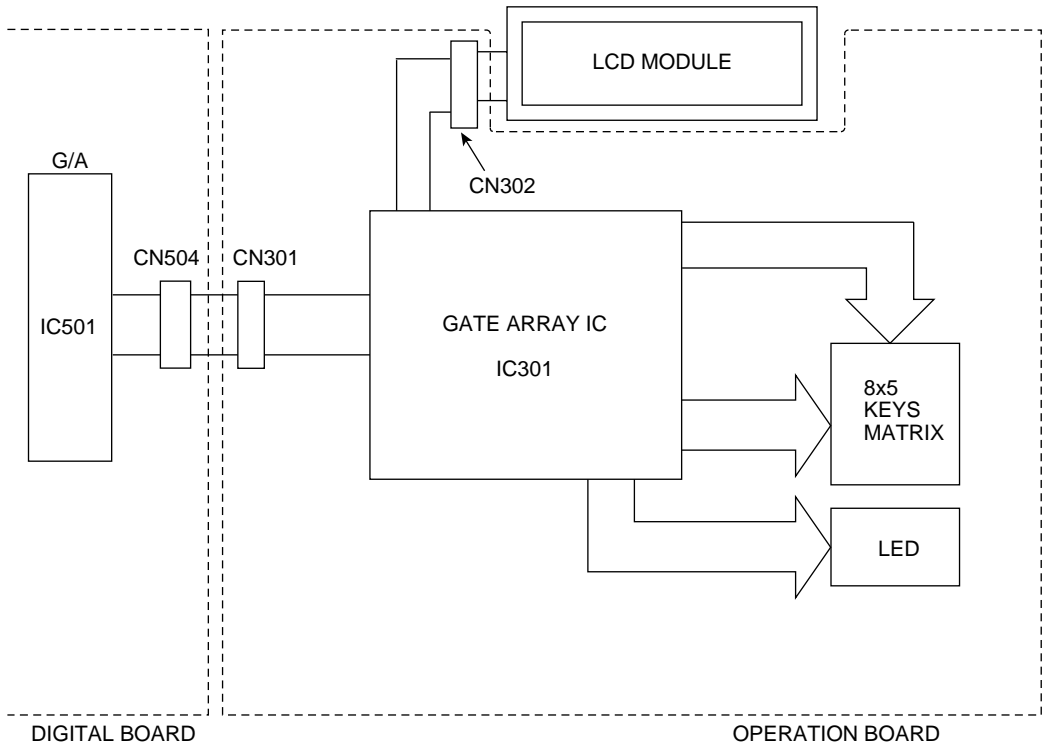 LCD MODULE
G/A
CN302
CN504
CN301
IC501
GATE ARRAY IC
IC301
8x5
KEYS
MATRIX
LED
DIGITAL BOARD
OPERATION BOARD